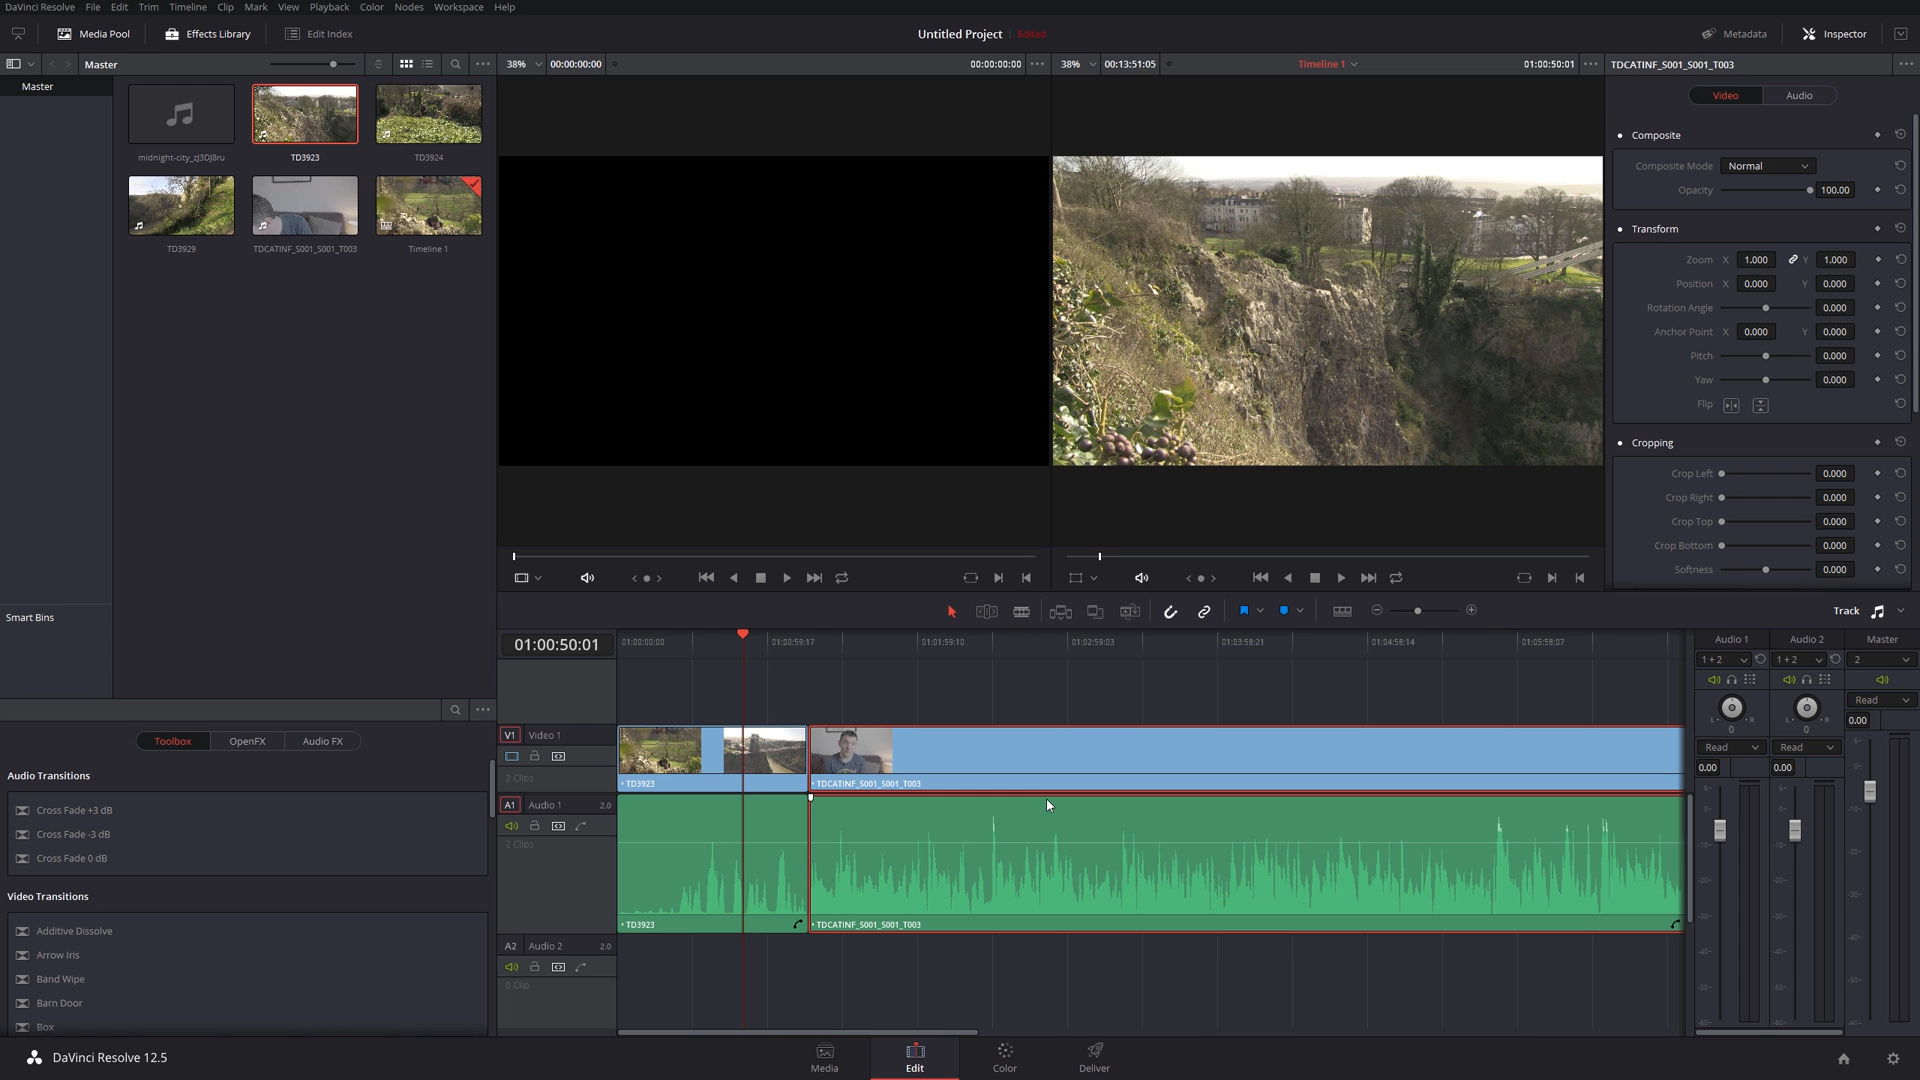 DaVinci Resolve File Edit Trim Timeline Clip Mark View Playback Color Nodes Workspace Help
Media Pool Effects Library Edit Index Untitled Project Edited Metadata Inspector
Master 38% 00:00:00:00 00:00:00:00 38% 00:13:51:05 Timeline 1 01:00:50:01 TDCATINF_S001_S001_T003
Master
midnight-city_zJ3DJ8ru TD3923 TD3924
TD3929 TDCATINF_S001_S001_T003 Timeline 1
Smart Bins
Video Audio
Composite
Composite Mode Normal
Opacity 100.00
Transform
Zoom X 1.000 Y 1.000
Position X 0.000 Y 0.000
Rotation Angle 0.000
Anchor Point X 0.000 Y 0.000
Pitch 0.000
Yaw 0.000
Flip
Cropping
Crop Left 0.000
Crop Right 0.000
Crop Top 0.000
Crop Bottom 0.000
Softness 0.000
Toolbox OpenFX Audio FX
Audio Transitions
Cross Fade +3 dB
Cross Fade -3 dB
Cross Fade 0 dB
Video Transitions
Additive Dissolve
Arrow Iris
Band Wipe
Barn Door
Box
01:00:50:01 01:00:00:00 01:00:59:17 01:01:59:10 01:02:59:03 01:03:58:21 01:04:58:14 01:05:58:07
V1 Video 1
2 Clips
TD3923 TDCATINF_S001_S001_T003
A1 Audio 1 2.0
2 Clips
TD3923 TDCATINF_S001_S001_T003
A2 Audio 2 2.0
0 Clip
Track
Audio 1 Audio 2 Master
1 + 2 1 + 2 2
L R L R
0 0
Read Read Read
0.00 0.00 0.00
DaVinci Resolve 12.5
Media Edit Color Deliver